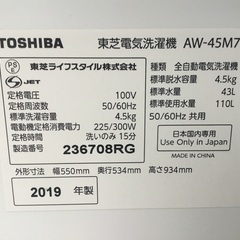 TOSHIBA 東芝電気洗濯機 AW-45M7
PSE JET
東芝ライフスタイル株式会社
定格電圧 100V
定格周波数 50/60Hz
標準洗濯容量 4.5kg
電動機定格消費電力 225/300W
洗いのみ 15分
製造番号 236708RG
種類 全自動電気洗濯機
標準脱水容量 4.5kg
標準水量 43L
標準使用水量 110L
50/60Hz 共用
日本国内専用
Use only in Japan
MADE IN CHINA
外形寸法 幅550mm 奥行534mm 高さ934mm
2019 年製